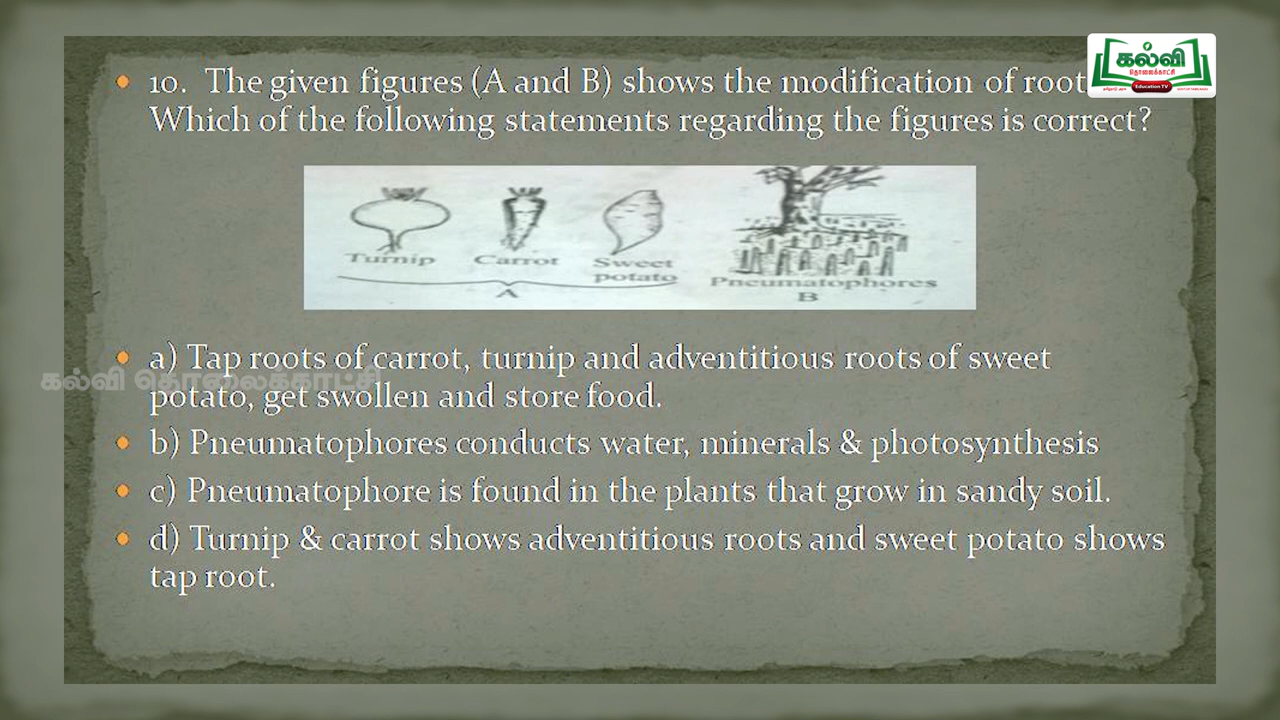 கல்வி
தொலைக்காட்சி
Education TV
10. The given figures (A and B) shows the modification of root
Which of the following statements regarding the figures is correct?
Turnip Carrot Sweet potato Pneumatophores
A B
a) Tap roots of carrot, turnip and adventitious roots of sweet
potato, get swollen and store food.
கல்வி தொலைக்காட்சி
b) Pneumatophores conducts water, minerals & photosynthesis
c) Pneumatophore is found in the plants that grow in sandy soil.
d) Turnip & carrot shows adventitious roots and sweet potato shows
tap root.